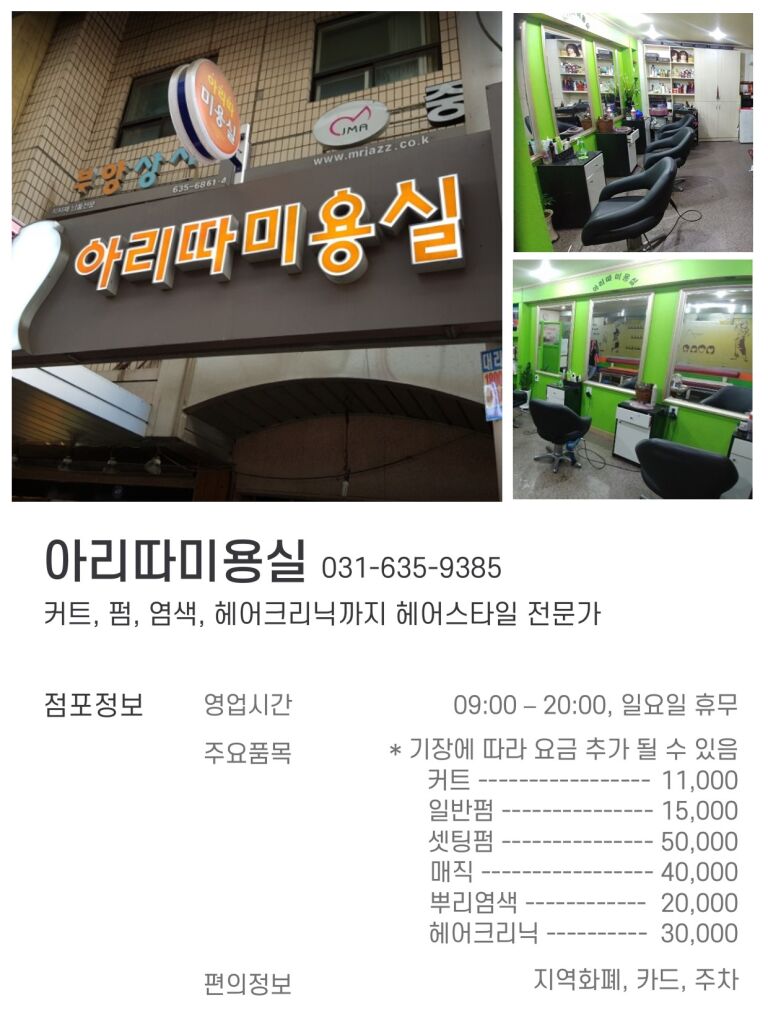 아리따
미용실
JMA
www.mriazz.co.k
부양상
635-6861
아리따미용실
아리따미용실
아리따미용실 031-635-9385
커트, 펌, 염색, 헤어크리닉까지 헤어스타일 전문가
점포정보 영업시간 09:00 – 20:00, 일요일 휴무
주요품목 * 기장에 따라 요금 추가 될 수 있음
커트 ----------------- 11,000
일반펌 --------------- 15,000
셋팅펌 --------------- 50,000
매직 ----------------- 40,000
뿌리염색 ------------ 20,000
헤어크리닉 ---------- 30,000
편의정보 지역화폐, 카드, 주차